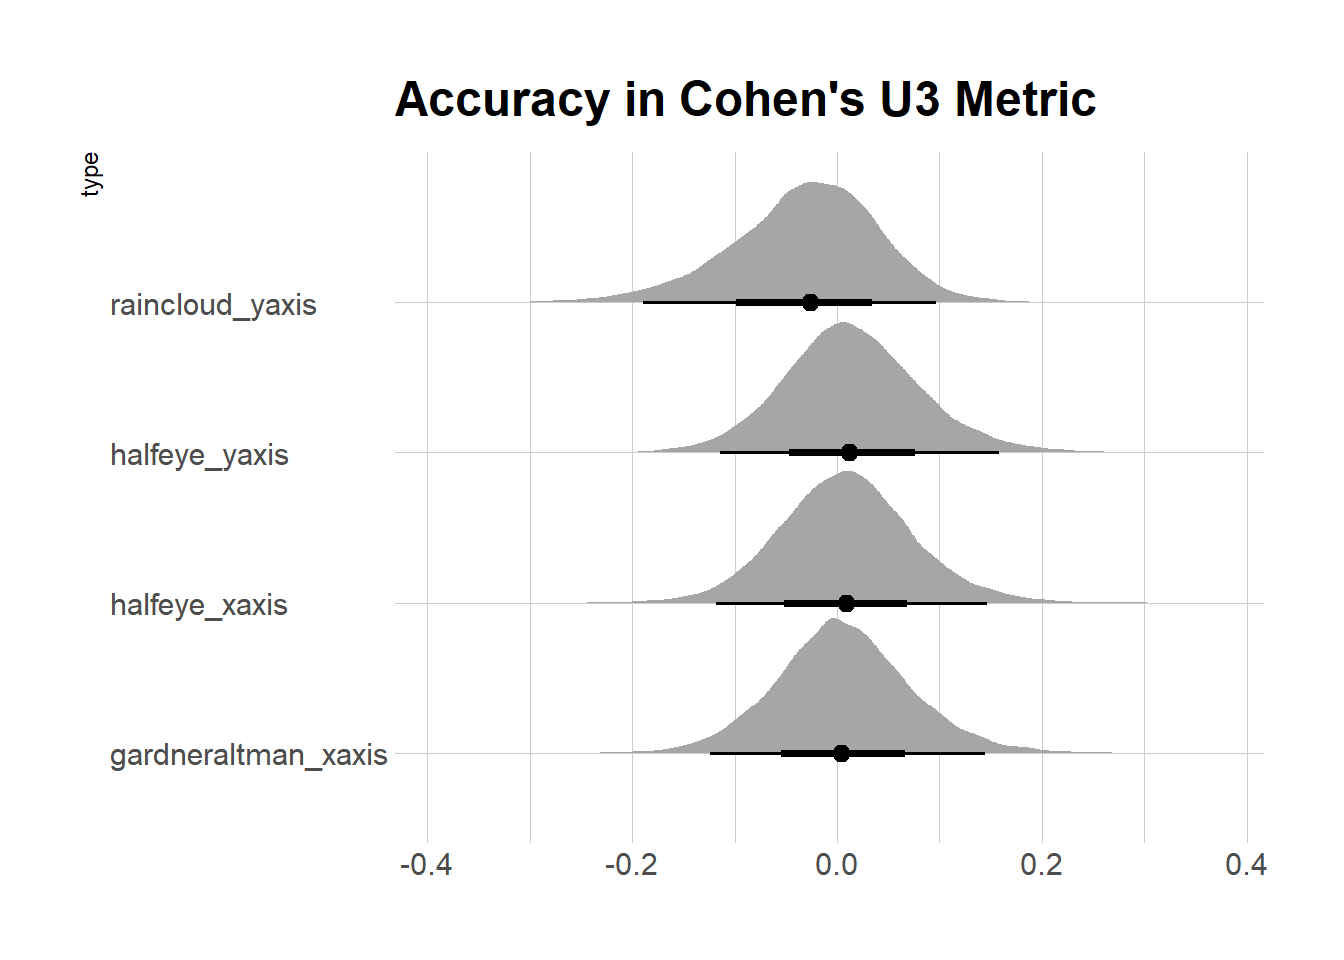 Accuracy in Cohen's U3 Metric
type
raincloud_yaxis
halfeye_yaxis
halfeye_xaxis
gardneraltman_xaxis
-0.4 -0.2 0.0 0.2 0.4